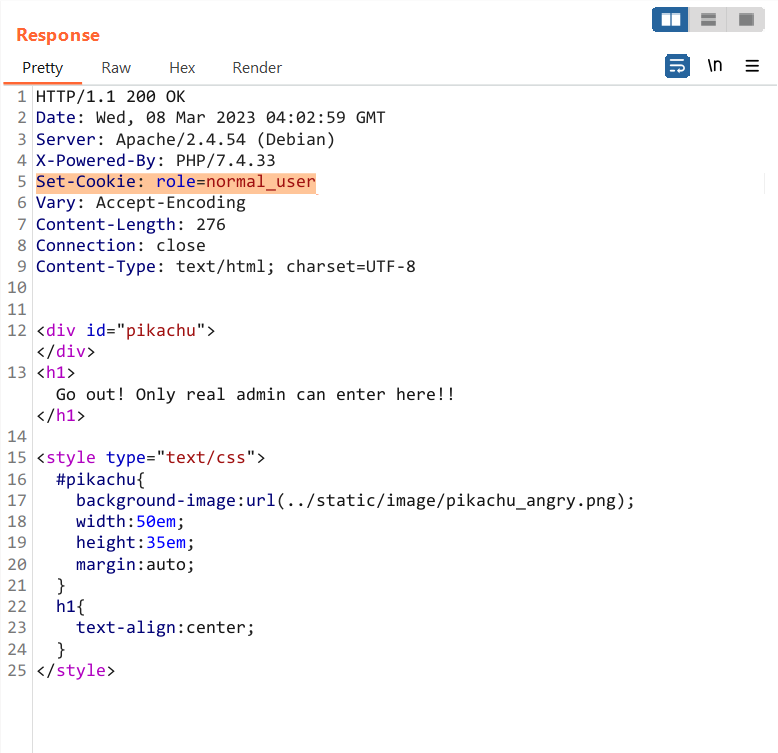 Response
Pretty Raw Hex Render \n
1 HTTP/1.1 200 OK
2 Date: Wed, 08 Mar 2023 04:02:59 GMT
3 Server: Apache/2.4.54 (Debian)
4 X-Powered-By: PHP/7.4.33
5 Set-Cookie: role=normal_user
6 Vary: Accept-Encoding
7 Content-Length: 276
8 Connection: close
9 Content-Type: text/html; charset=UTF-8
10
11
12 <div id="pikachu">
</div>
13 <h1>
Go out! Only real admin can enter here!!
</h1>
14
15 <style type="text/css">
16 #pikachu{
17 background-image:url(../static/image/pikachu_angry.png);
18 width:50em;
19 height:35em;
20 margin:auto;
21 }
22 h1{
23 text-align:center;
24 }
25 </style>